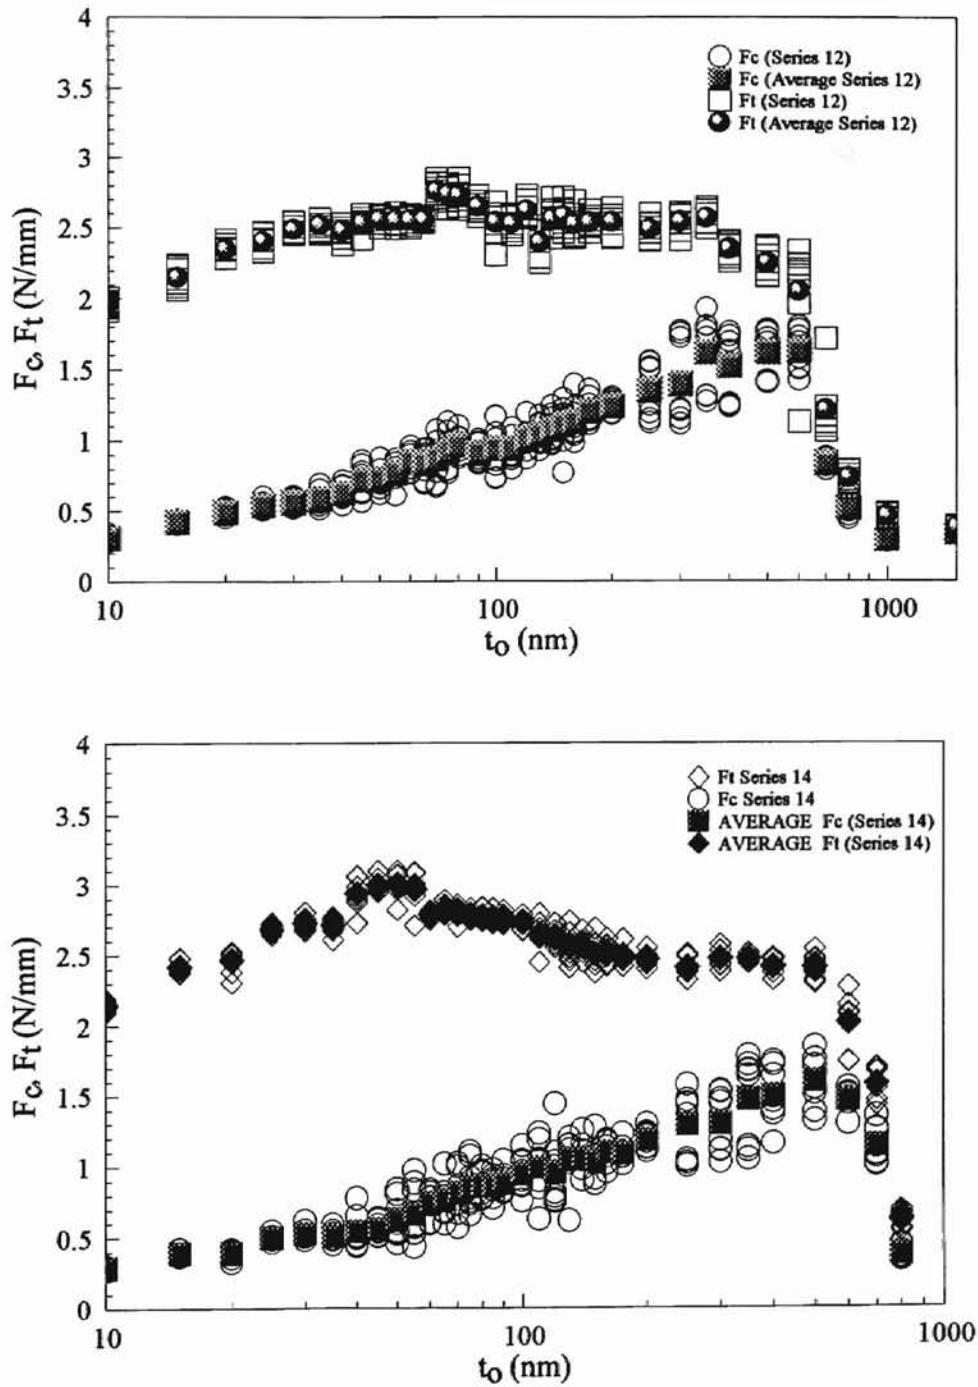 4
3.5
3
2.5
2
1.5
1
0.5
0
Fc, Ft (N/mm)
Fc (Series 12)
Fc (Average Series 12)
Ft (Series 12)
Ft (Average Series 12)
10 100 1000
to (nm)
4
3.5
3
2.5
2
1.5
1
0.5
0
Fc, Ft (N/mm)
Ft Series 14
Fc Series 14
AVERAGE Fc (Series 14)
AVERAGE Ft (Series 14)
10 100 1000
to (nm)